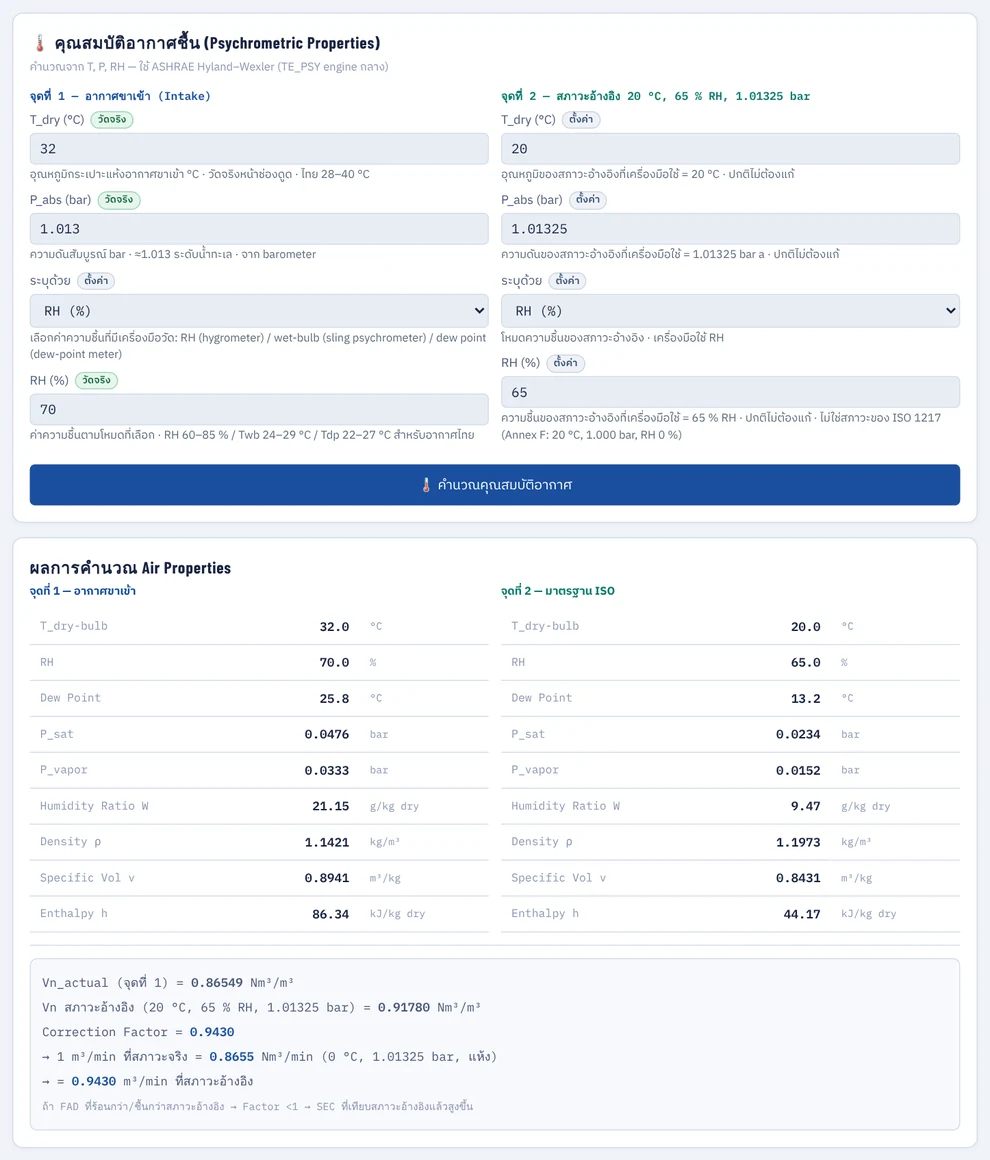 🌡️ คุณสมบัติอากาศชื้น (Psychrometric Properties)
คำนวณจาก T, P, RH — ใช้ ASHRAE Hyland–Wexler (TE_PSY engine กลาง)
จุดที่ 1 — อากาศขาเข้า (Intake)
T_dry (°C) วัดจริง
32
อุณหภูมิกระเปาะแห้งอากาศขาเข้า °C · วัดจริงหน้าช่องดูด · ไทย 28–40 °C
P_abs (bar) วัดจริง
1.013
ความดันสัมบูรณ์ bar · ≈1.013 ระดับน้ำทะเล · จาก barometer
ระบุด้วย ตั้งค่า
RH (%)
เลือกค่าความชื้นที่มีเครื่องมือวัด: RH (hygrometer) / wet-bulb (sling psychrometer) / dew point
(dew-point meter)
RH (%) วัดจริง
70
ค่าความชื้นตามโหมดที่เลือก · RH 60–85 % / Twb 24–29 °C / Tdp 22–27 °C สำหรับอากาศไทย
จุดที่ 2 — สภาวะอ้างอิง 20 °C, 65 % RH, 1.01325 bar
T_dry (°C) ตั้งค่า
20
อุณหภูมิของสภาวะอ้างอิงที่เครื่องมือใช้ = 20 °C · ปกติไม่ต้องแก้
P_abs (bar) ตั้งค่า
1.01325
ความดันของสภาวะอ้างอิงที่เครื่องมือใช้ = 1.01325 bar a · ปกติไม่ต้องแก้
ระบุด้วย ตั้งค่า
RH (%)
โหมดความชื้นของสภาวะอ้างอิง · เครื่องมือใช้ RH
RH (%) ตั้งค่า
65
ความชื้นของสภาวะอ้างอิงที่เครื่องมือใช้ = 65 % RH · ปกติไม่ต้องแก้ · ไม่ใช่สภาวะของ ISO 1217
(Annex F: 20 °C, 1.000 bar, RH 0 %)
🌡️ คำนวณคุณสมบัติอากาศ
ผลการคำนวณ Air Properties
จุดที่ 1 — อากาศขาเข้า
T_dry-bulb 32.0 °C
RH 70.0 %
Dew Point 25.8 °C
P_sat 0.0476 bar
P_vapor 0.0333 bar
Humidity Ratio W 21.15 g/kg dry
Density ρ 1.1421 kg/m³
Specific Vol v 0.8941 m³/kg
Enthalpy h 86.34 kJ/kg dry
จุดที่ 2 — มาตรฐาน ISO
T_dry-bulb 20.0 °C
RH 65.0 %
Dew Point 13.2 °C
P_sat 0.0234 bar
P_vapor 0.0152 bar
Humidity Ratio W 9.47 g/kg dry
Density ρ 1.1973 kg/m³
Specific Vol v 0.8431 m³/kg
Enthalpy h 44.17 kJ/kg dry
Vn_actual (จุดที่ 1) = 0.86549 Nm³/m³
Vn สภาวะอ้างอิง (20 °C, 65 % RH, 1.01325 bar) = 0.91780 Nm³/m³
Correction Factor = 0.9430
→ 1 m³/min ที่สภาวะจริง = 0.8655 Nm³/min (0 °C, 1.01325 bar, แห้ง)
→ = 0.9430 m³/min ที่สภาวะอ้างอิง
ถ้า FAD ที่ร้อนกว่า/ชื้นกว่าสภาวะอ้างอิง → Factor <1 → SEC ที่เทียบสภาวะอ้างอิงแล้วสูงขึ้น